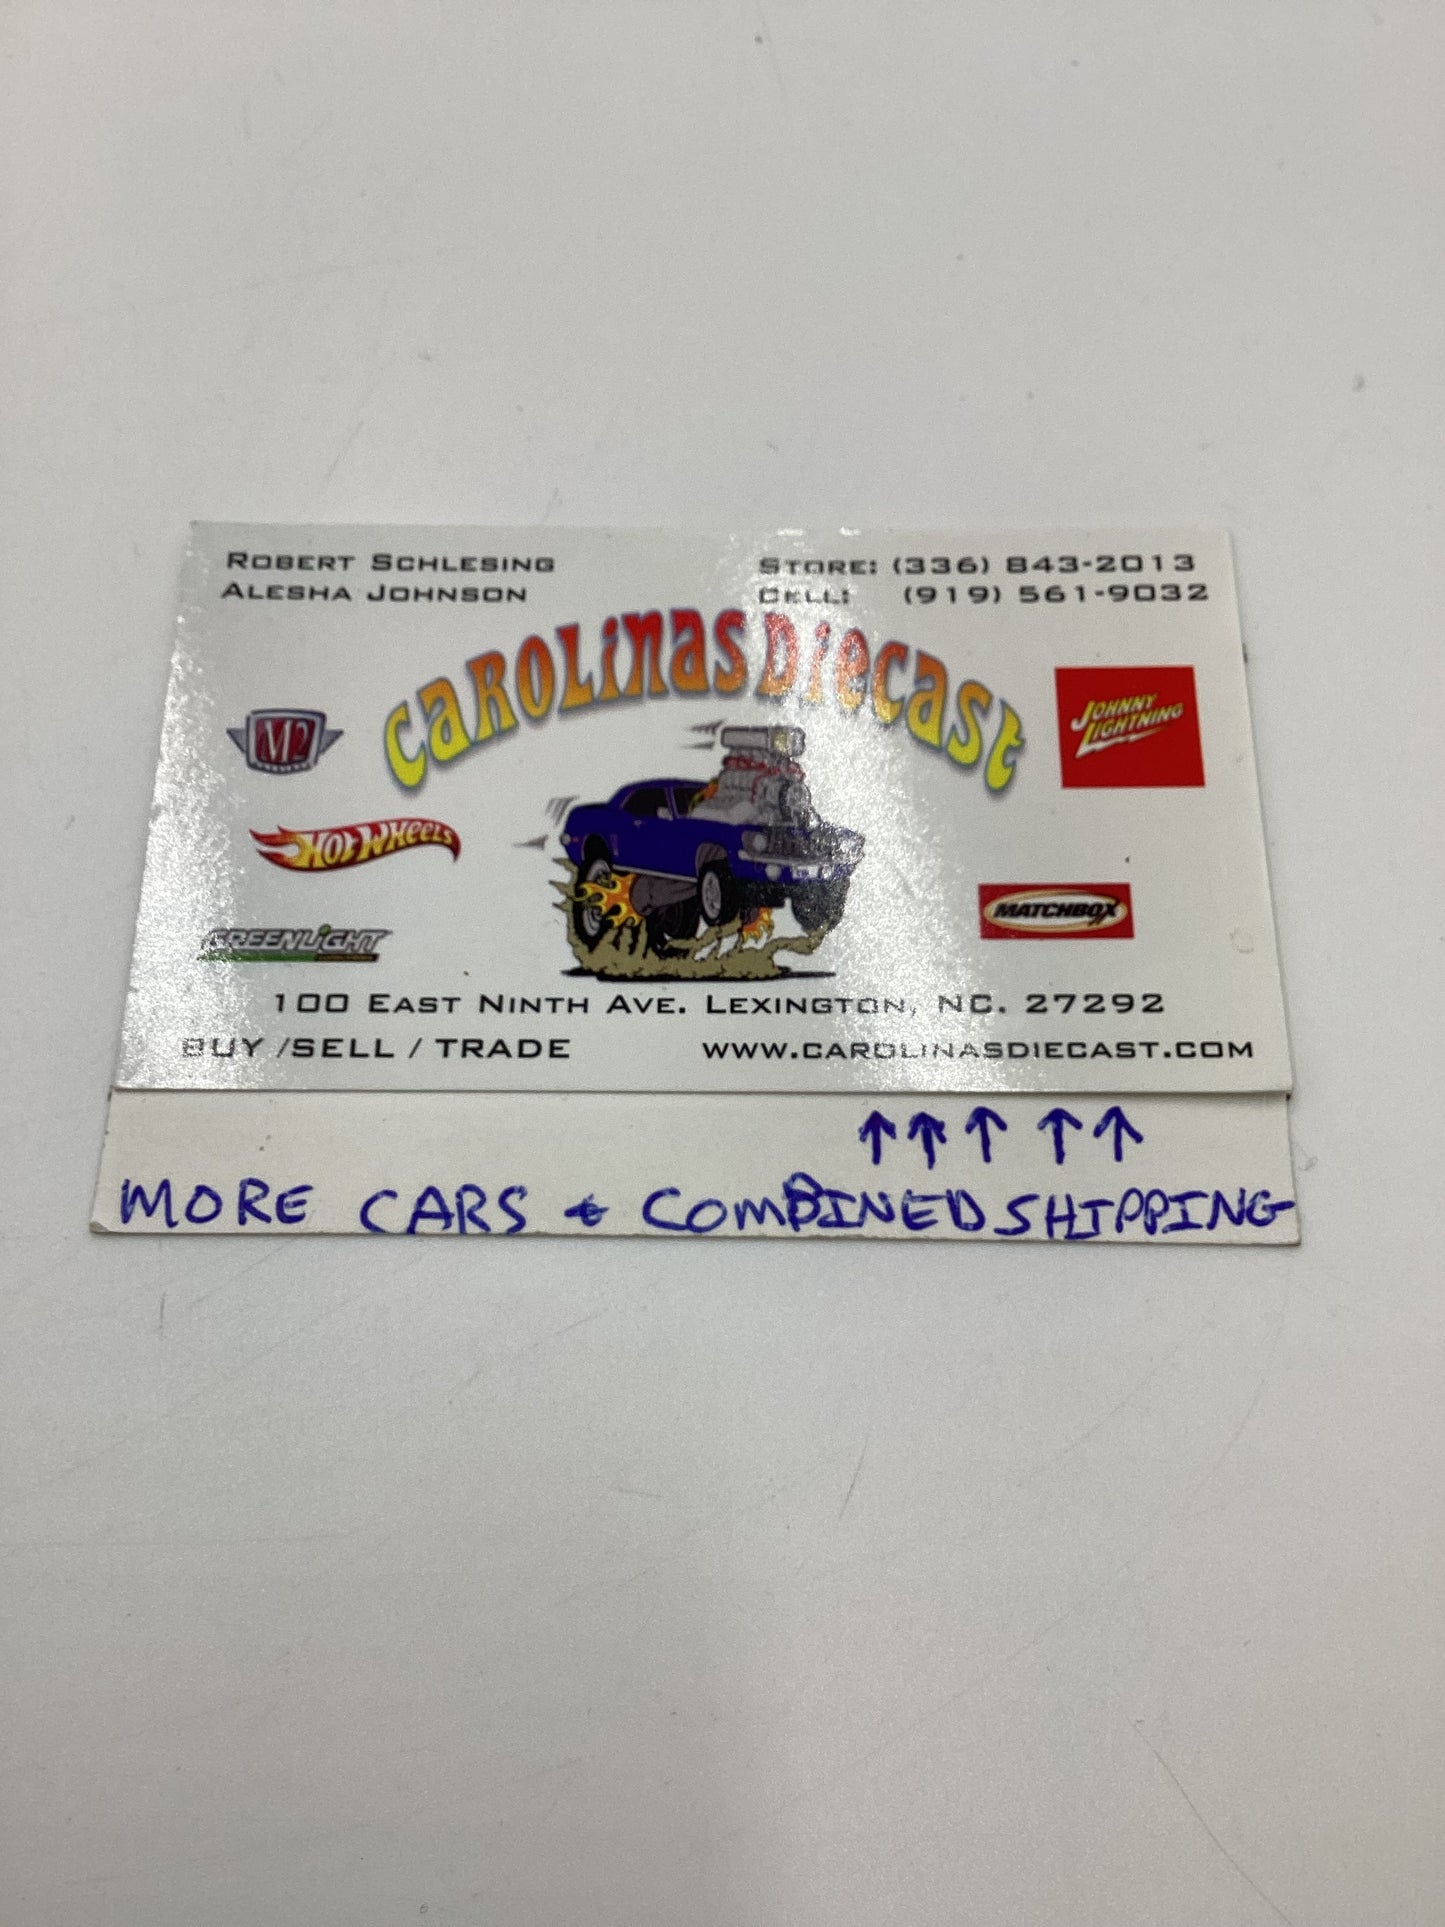 ROBERT SCHLESING
ALESHA JOHNSON
STORE: (336) 843-2013
CELL: (919) 561-9032
CAROLINAS DIECAST
M2
JOHNNY LIGHTNING
HOT WHEELS
MATCHBOX
GREENLIGHT
100 EAST NINTH AVE. LEXINGTON, NC. 27292
BUY /SELL / TRADE
WWW.CAROLINASDIECAST.COM
↑ ↑ ↑ ↑ ↑
MORE CARS & COMBINED SHIPPING